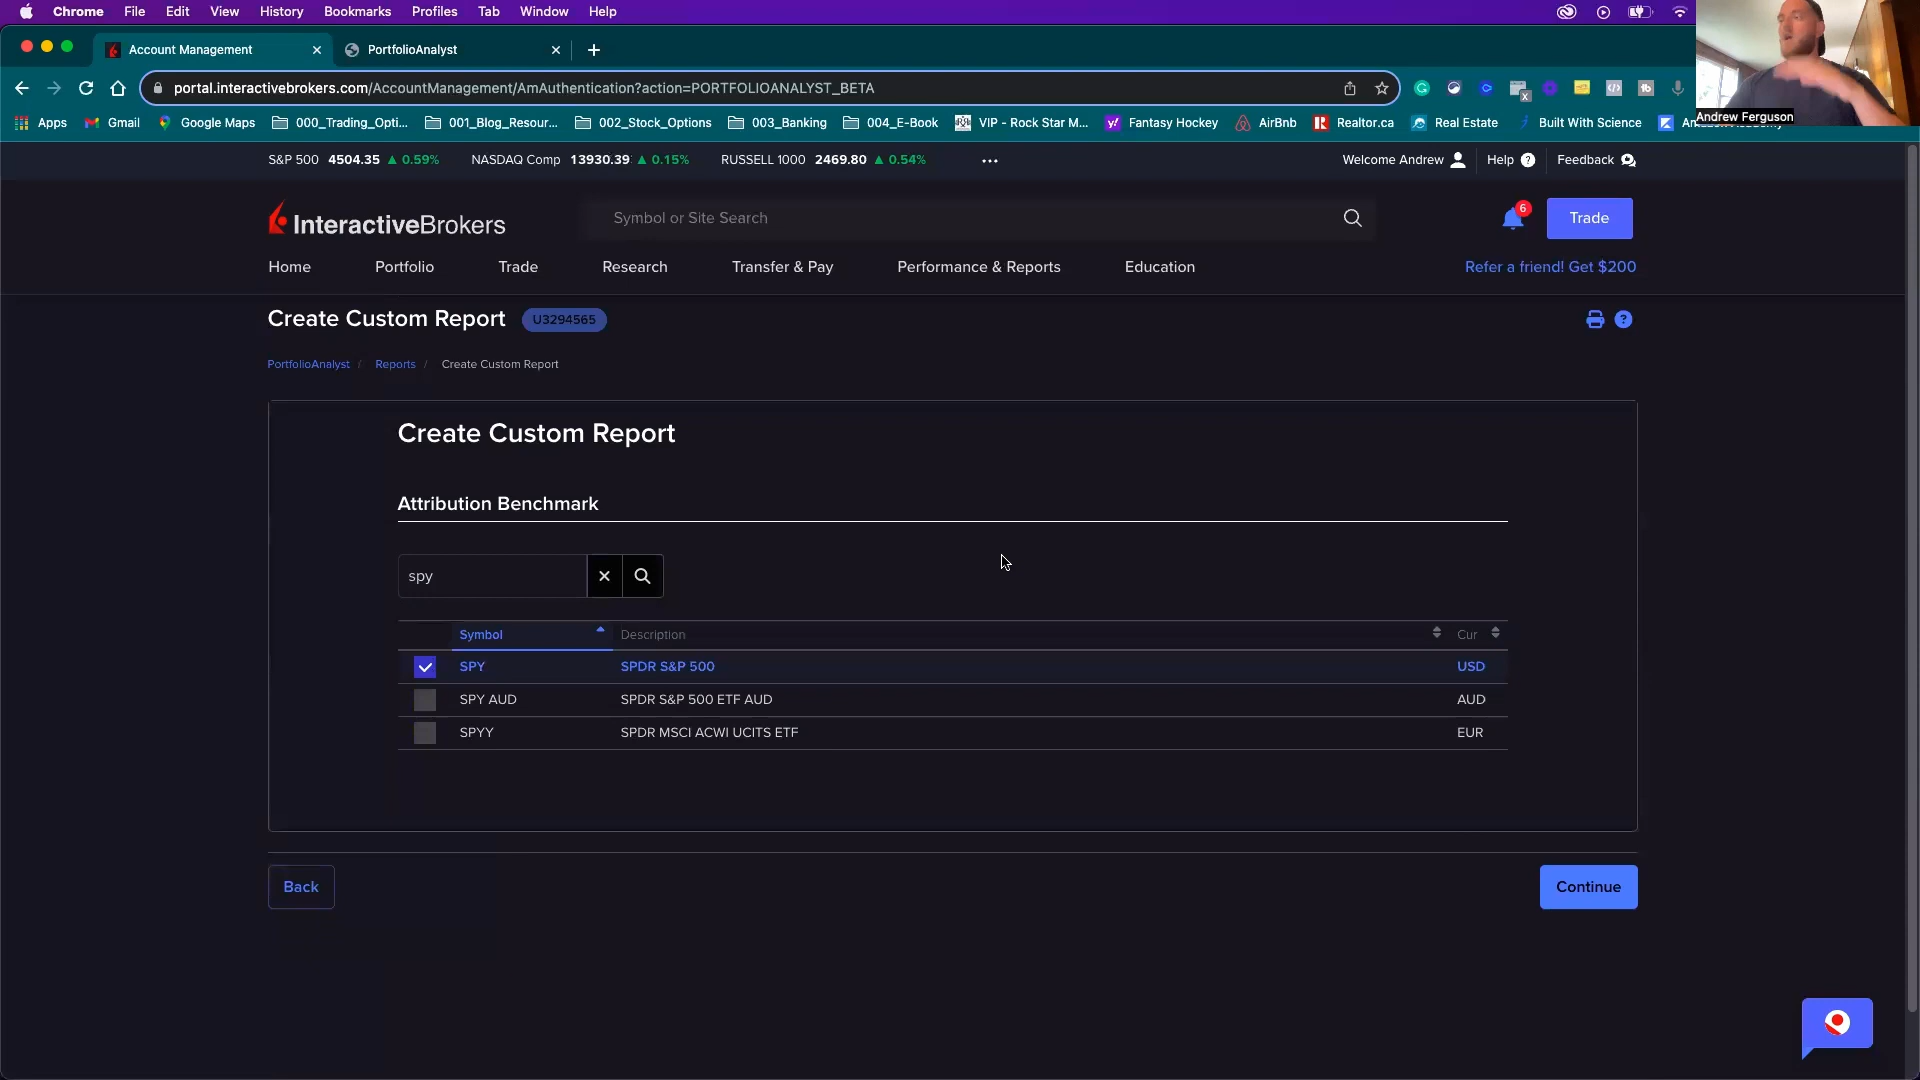 Chrome File Edit View History Bookmarks Profiles Tab Window Help
Account Management PortfolioAnalyst
portal.interactivebrokers.com/AccountManagement/AmAuthentication?action=PORTFOLIOANALYST_BETA
Andrew Ferguson
Apps Gmail Google Maps 000_Trading_Opti... 001_Blog_Resour... 002_Stock_Options 003_Banking 004_E-Book VIP - Rock Star M... Fantasy Hockey AirBnb Realtor.ca Real Estate Built With Science
S&P 500 4504.35 ▲ 0.59% NASDAQ Comp 13930.39 ▲ 0.15% RUSSELL 1000 2469.80 ▲ 0.54% ••• Welcome Andrew Help ? Feedback
InteractiveBrokers Symbol or Site Search 6 Trade
Home Portfolio Trade Research Transfer & Pay Performance & Reports Education Refer a friend! Get $200
Create Custom Report U3294565 ?
PortfolioAnalyst / Reports / Create Custom Report
Create Custom Report
Attribution Benchmark
spy
Symbol Description Cur
SPY SPDR S&P 500 USD
SPY AUD SPDR S&P 500 ETF AUD AUD
SPYY SPDR MSCI ACWI UCITS ETF EUR
Back Continue